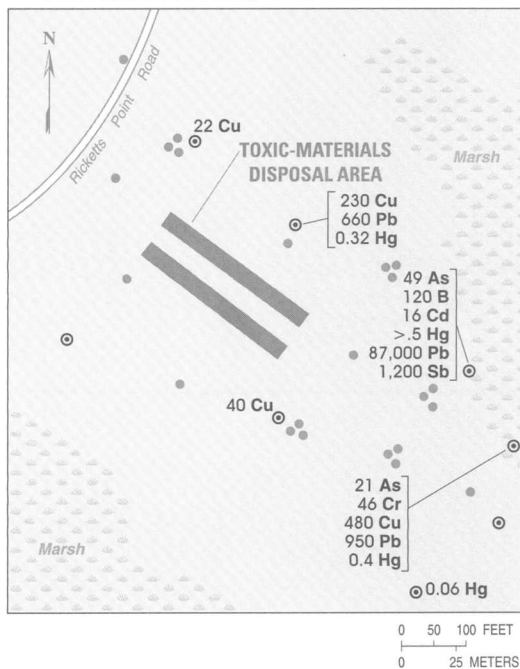 N
Ricketts Point Road
22 Cu
TOXIC-MATERIALS
DISPOSAL AREA
Marsh
230 Cu
660 Pb
0.32 Hg
49 As
120 B
16 Cd
>.5 Hg
87,000 Pb
1,200 Sb
40 Cu
21 As
46 Cr
480 Cu
950 Pb
0.4 Hg
Marsh
0.06 Hg
0 50 100 FEET
0 25 METERS